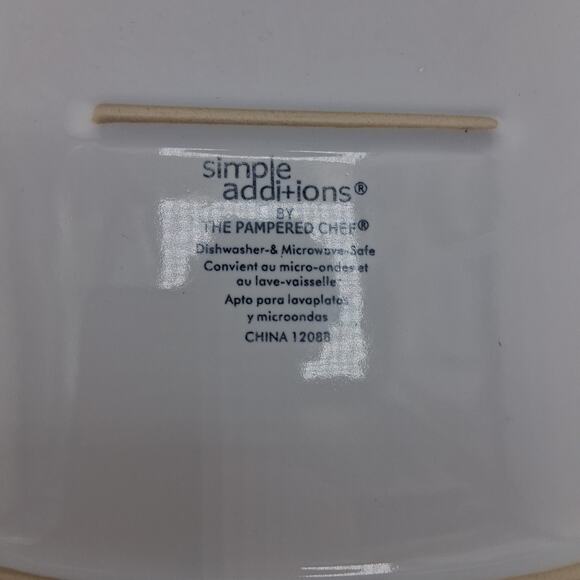 simple
additions®
BY
THE PAMPERED CHEF®
Dishwasher-& Microwave-Safe
Convient au micro-ondes et
au lave-vaisselle
Apto para lavaplatos
y microondas
CHINA 12088